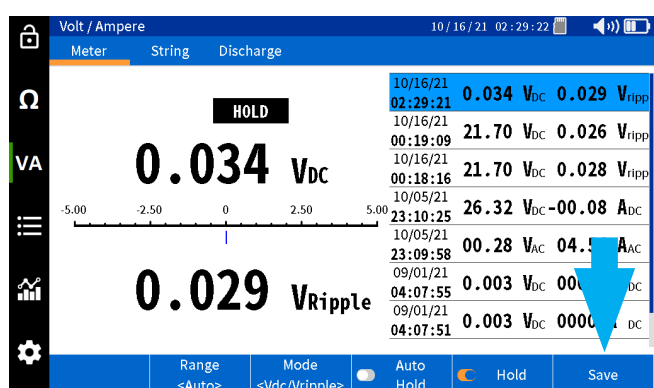 Volt / Ampere 10/16/21 02:29:22
Meter String Discharge
Ω
VA
HOLD
0.034 VDC
-5.00 -2.50 0 2.50 5.00
0.029 VRipple
10/16/21
02:29:21 0.034 VDC 0.029 Vripp
10/16/21
00:19:09 21.70 VDC 0.026 Vripp
10/16/21
00:18:16 21.70 VDC 0.028 Vripp
10/05/21
23:10:25 26.32 VDC -00.08 ADC
10/05/21
23:09:58 00.28 VAC AAC
09/01/21
04:07:55 0.003 VDC DC
09/01/21
04:07:51 0.003 VDC DC
Range
<Auto>
Mode
<Vdc/Vripple>
Auto
Hold
Hold
Save